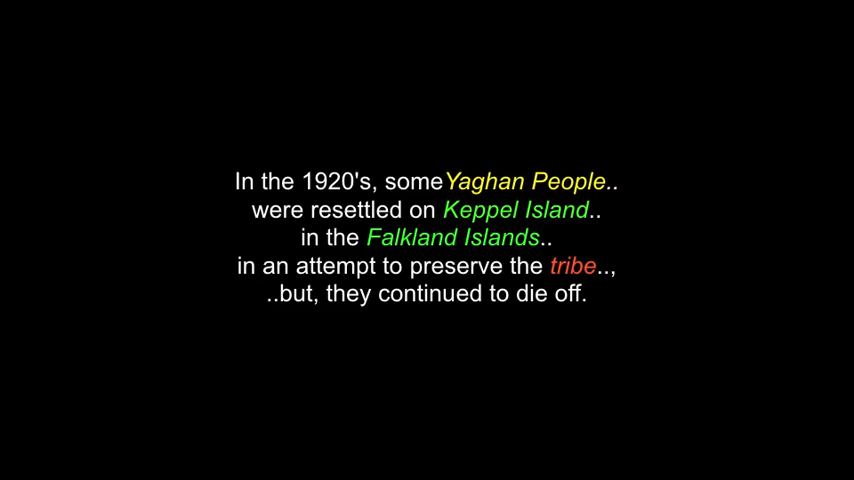 In the 1920's, someYaghan People..
were resettled on Keppel Island..
in the Falkland Islands..
in an attempt to preserve the tribe..,
..but, they continued to die off.